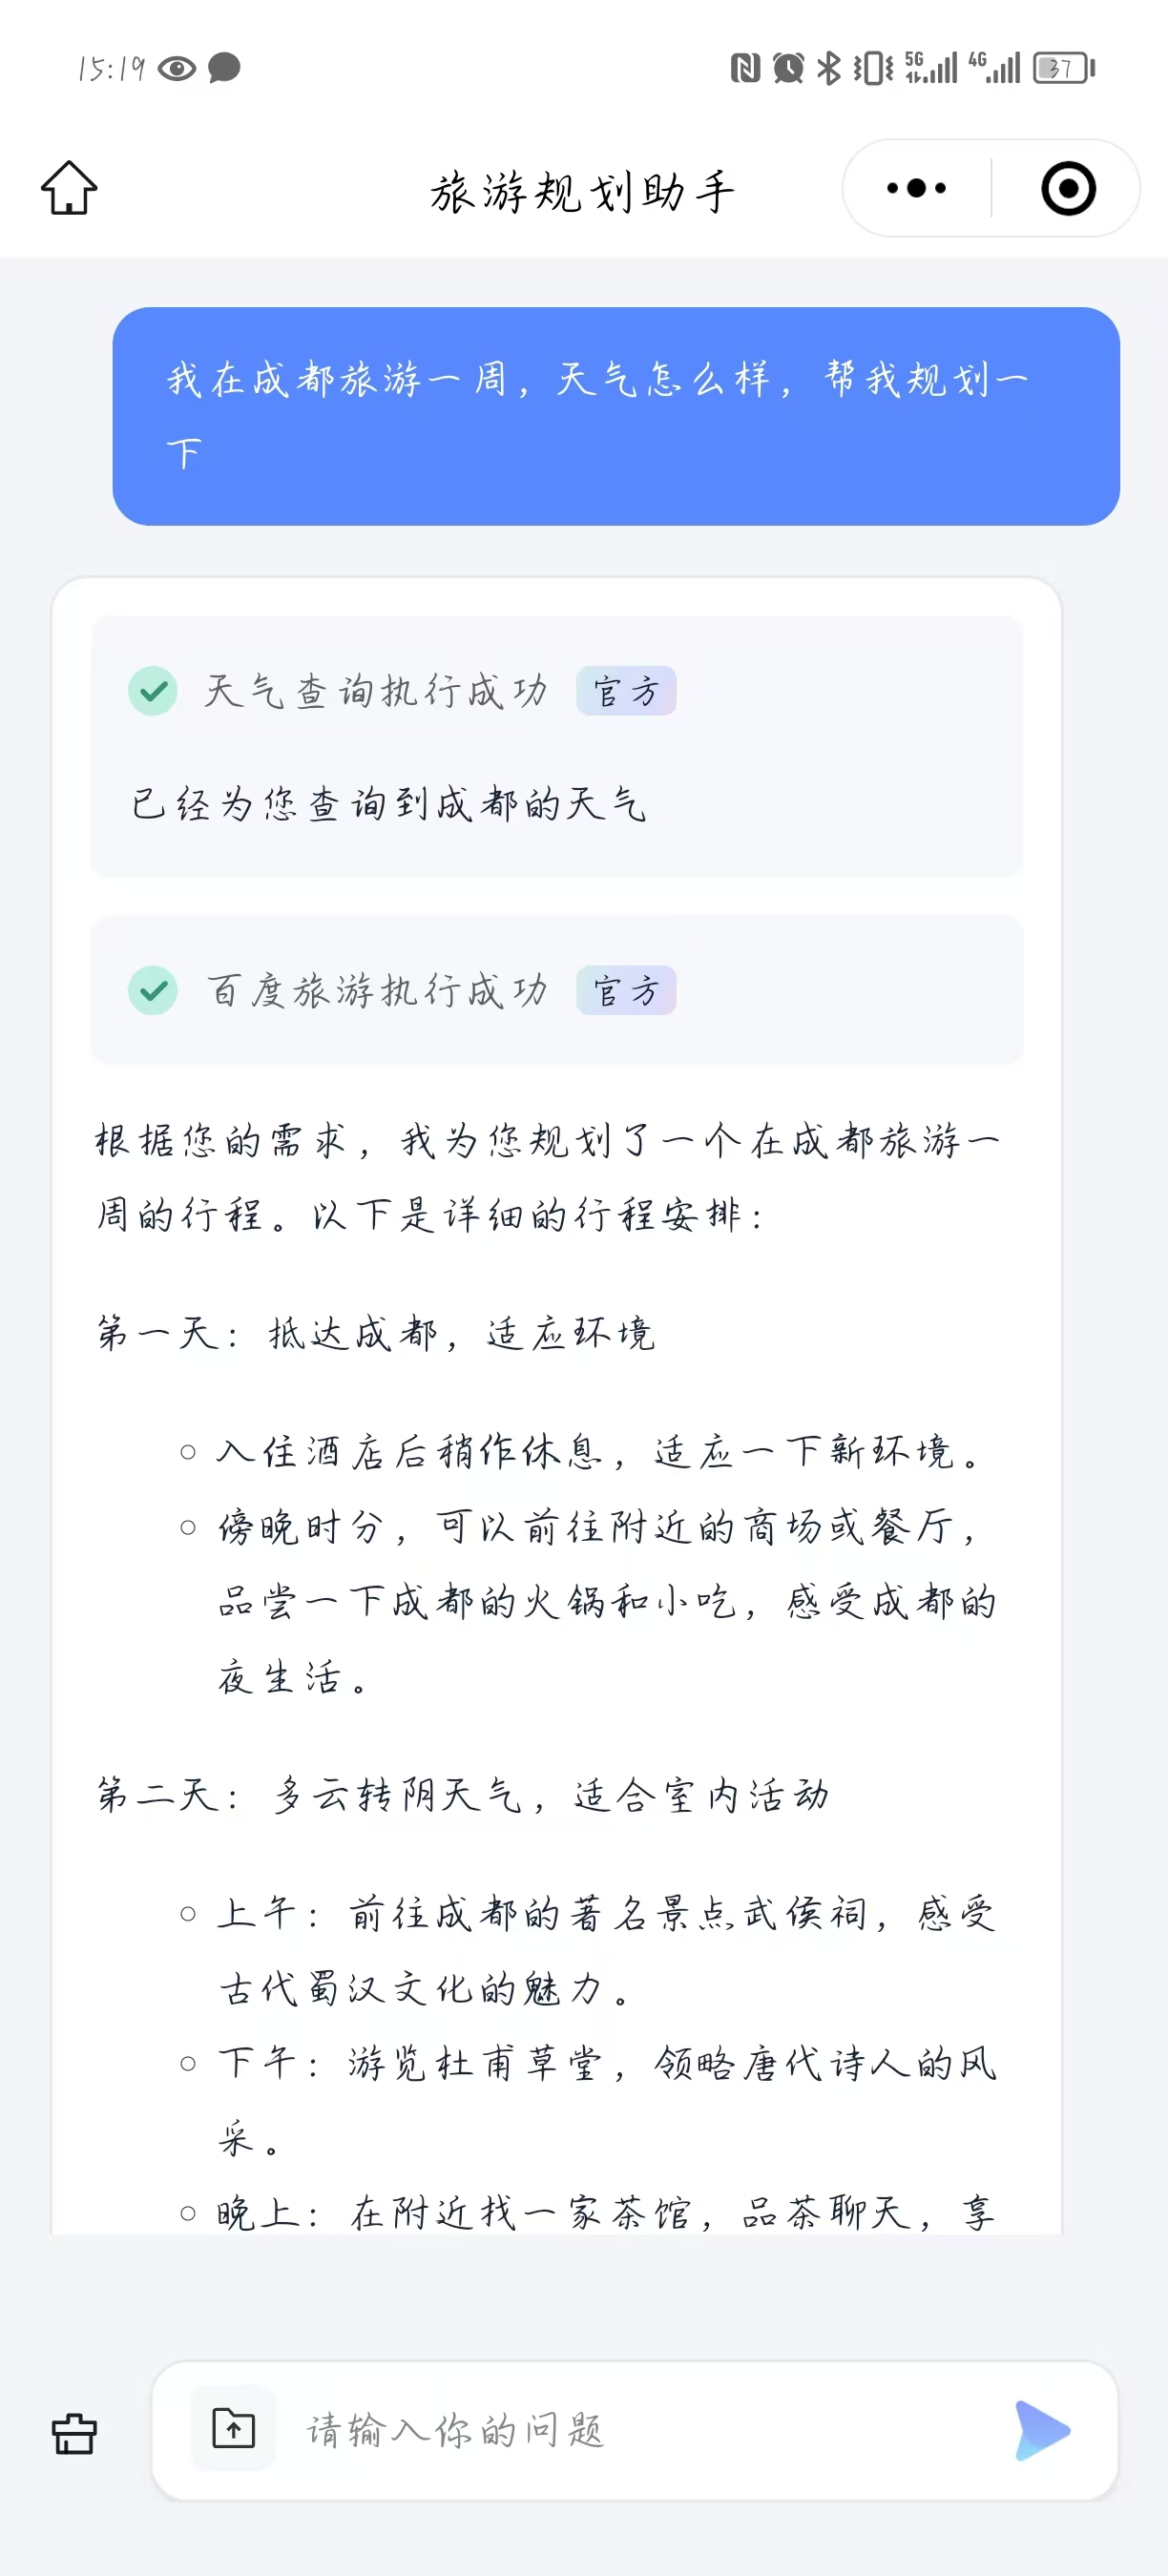 15:19
5G 4G 37
旅游规划助手
我在成都旅游一周，天气怎么样，帮我规划一
下
天气查询执行成功 官方
已经为您查询到成都的天气
百度旅游执行成功 官方
根据您的需求，我为您规划了一个在成都旅游一
周的行程。以下是详细的行程安排：
第一天：抵达成都，适应环境
入住酒店后稍作休息，适应一下新环境。
傍晚时分，可以前往附近的商场或餐厅，
品尝一下成都的火锅和小吃，感受成都的
夜生活。
第二天：多云转阴天气，适合室内活动
上午：前往成都的著名景点武侯祠，感受
古代蜀汉文化的魅力。
下午：游览杜甫草堂，领略唐代诗人的风
采。
晚上：在附近找一家茶馆，品茶聊天，享
请输入你的问题